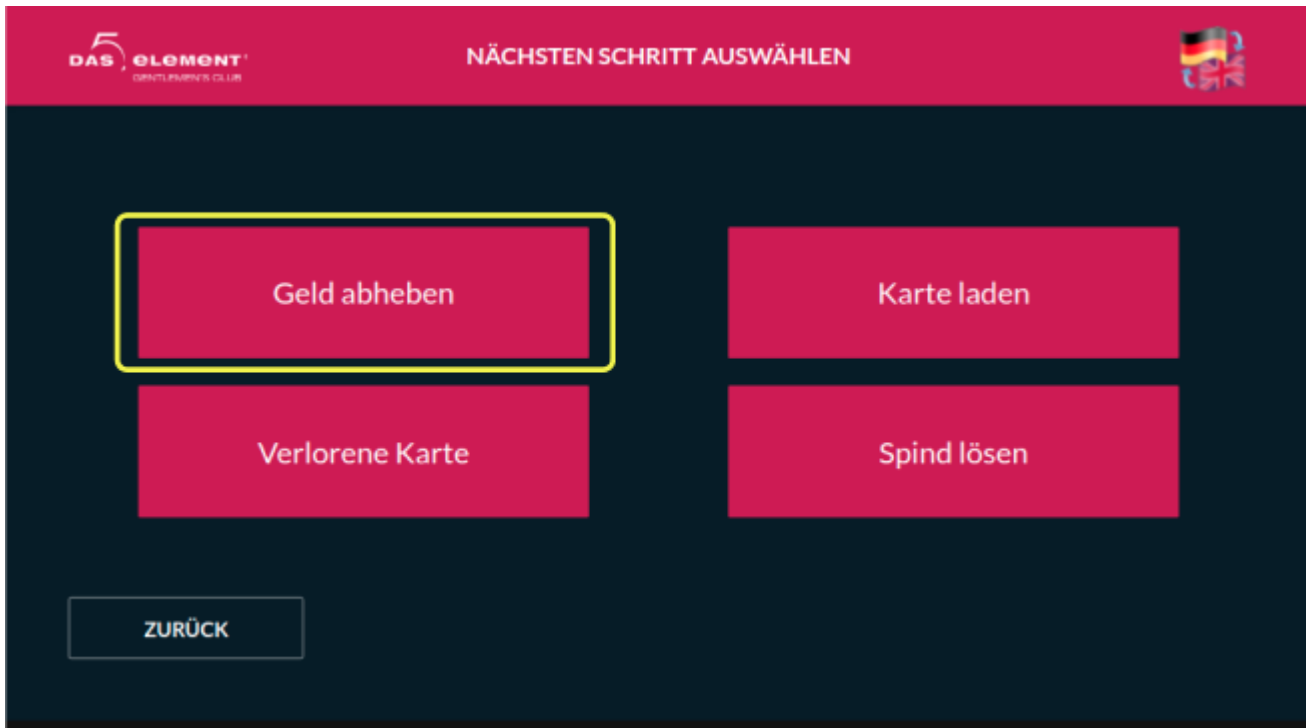 DAS 5 ELEMENT
GENTLEMEN'S CLUB
NÄCHSTEN SCHRITT AUSWÄHLEN
Geld abheben
Karte laden
Verlorene Karte
Spind lösen
ZURÜCK